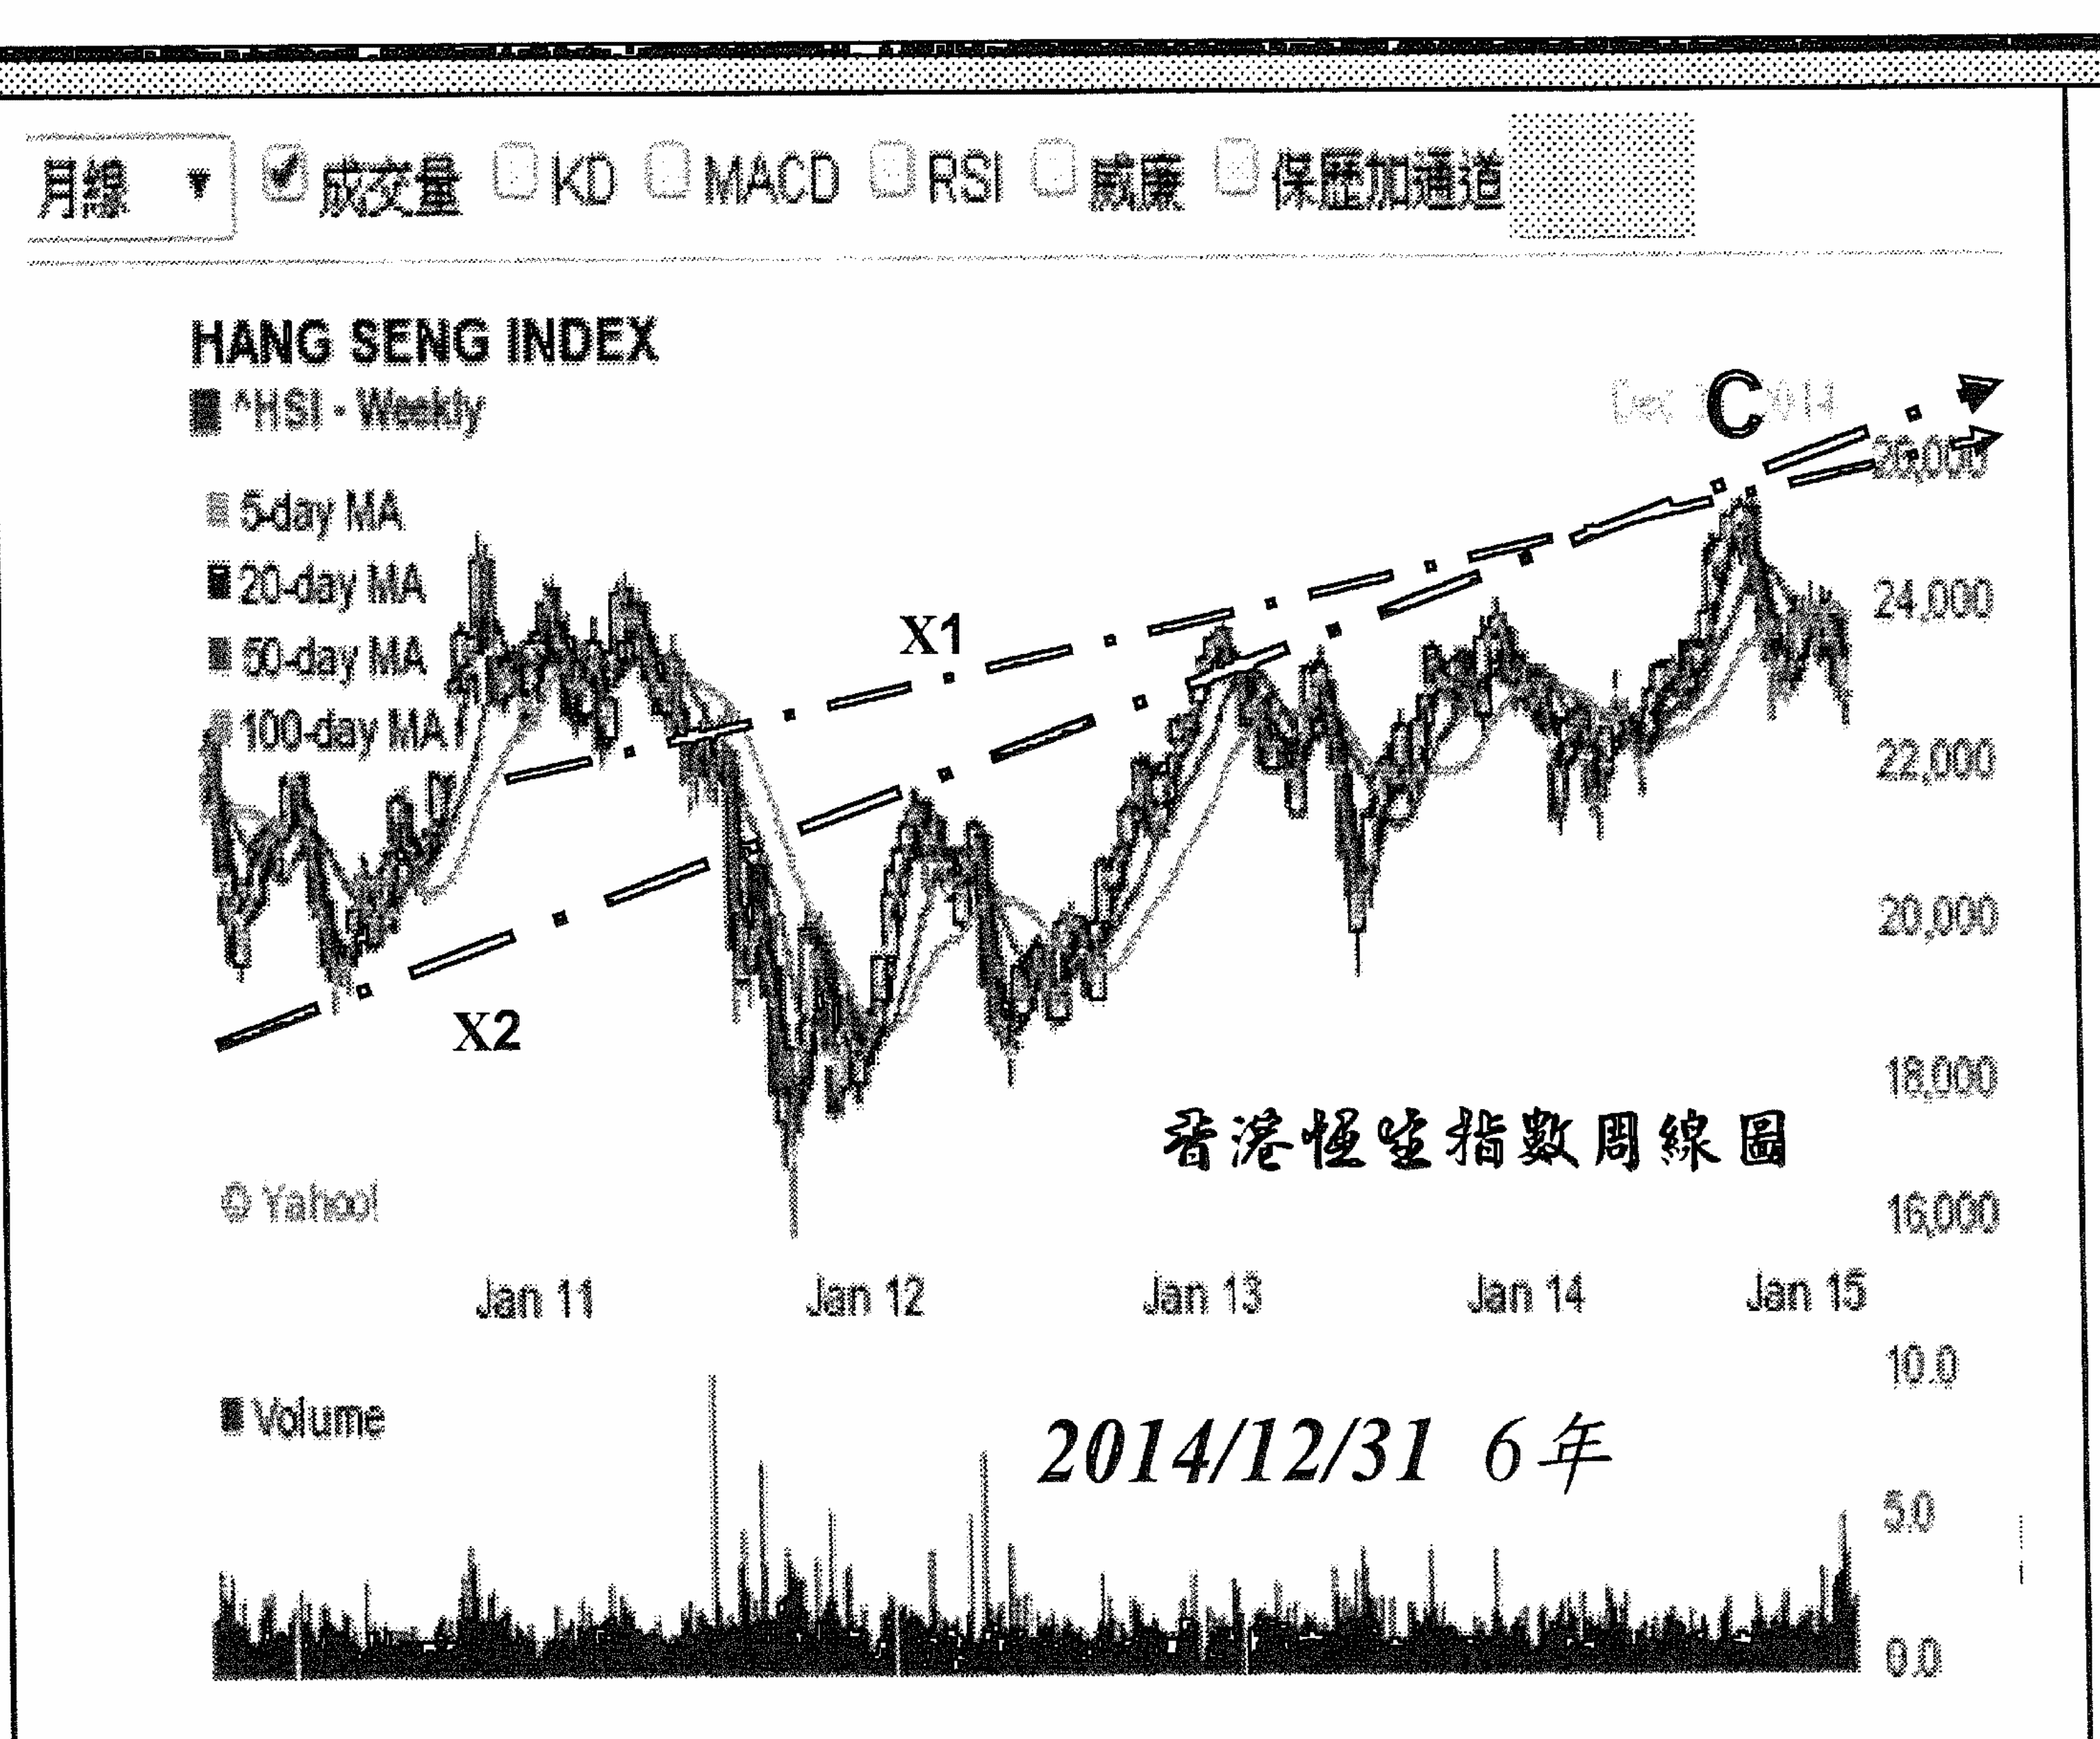 月線 ▼ ✓ 成交量 KD MACD RSI 威廉 保歷加通道
HANG SENG INDEX
^HSI - Weekly
C
5-day MA
20-day MA
50-day MA
100-day MA
X1
X2
26,000
24,000
22,000
20,000
18,000
16,000
香港恆生指數周線圖
© Yahoo!
Jan 11 Jan 12 Jan 13 Jan 14 Jan 15
Volume
2014/12/31 6年
10.0
5.0
0.0